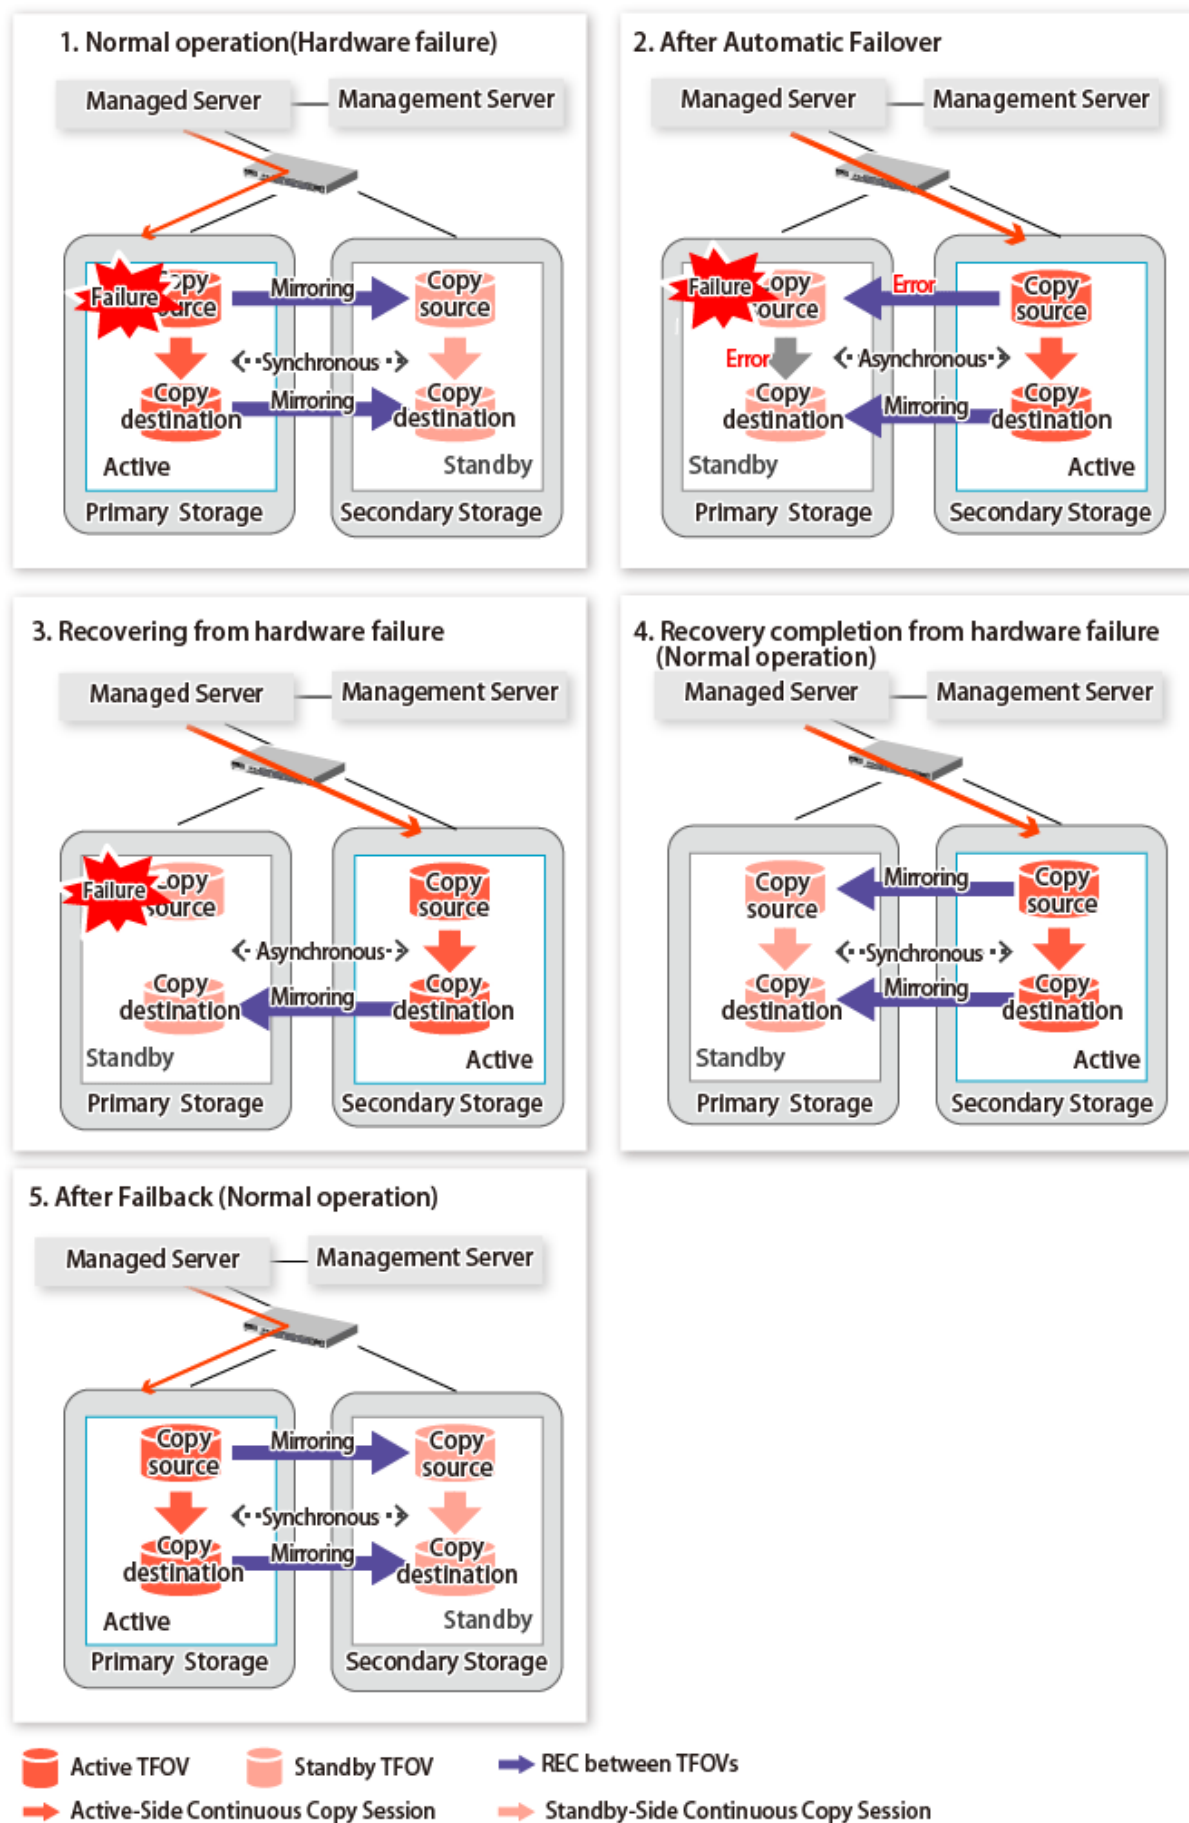 1. Normal operation(Hardware failure)
Managed Server
Management Server
Failure
Copy
source
Mirroring
Copy
source
Synchronous
Copy
destination
Mirroring
Copy
destination
Active
Standby
Primary Storage
Secondary Storage
2. After Automatic Failover
Managed Server
Management Server
Failure
Copy
source
Error
Copy
source
Error
Asynchronous
Copy
destination
Mirroring
Copy
destination
Standby
Active
Primary Storage
Secondary Storage
3. Recovering from hardware failure
Managed Server
Management Server
Failure
Copy
source
Copy
source
Asynchronous
Copy
destination
Mirroring
Copy
destination
Standby
Active
Primary Storage
Secondary Storage
4. Recovery completion from hardware failure
(Normal operation)
Managed Server
Management Server
Copy
source
Mirroring
Copy
source
Synchronous
Copy
destination
Mirroring
Copy
destination
Standby
Active
Primary Storage
Secondary Storage
5. After Failback (Normal operation)
Managed Server
Management Server
Copy
source
Mirroring
Copy
source
Synchronous
Copy
destination
Mirroring
Copy
destination
Active
Standby
Primary Storage
Secondary Storage
Active TFOV
Standby TFOV
REC between TFOVs
Active-Side Continuous Copy Session
Standby-Side Continuous Copy Session